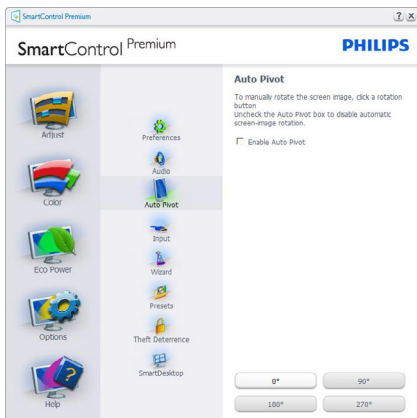 SmartControl Premium
? x
SmartControl Premium
PHILIPS
Adjust
Color
Eco Power
Options
Help
Preferences
Audio
Auto Pivot
Input
Wizard
Presets
Theft Deterrence
SmartDesktop
Auto Pivot
To manually rotate the screen image, click a rotation
button
Uncheck the Auto Pivot box to disable automatic
screen-image rotation.
Enable Auto Pivot
0°
90°
180°
270°